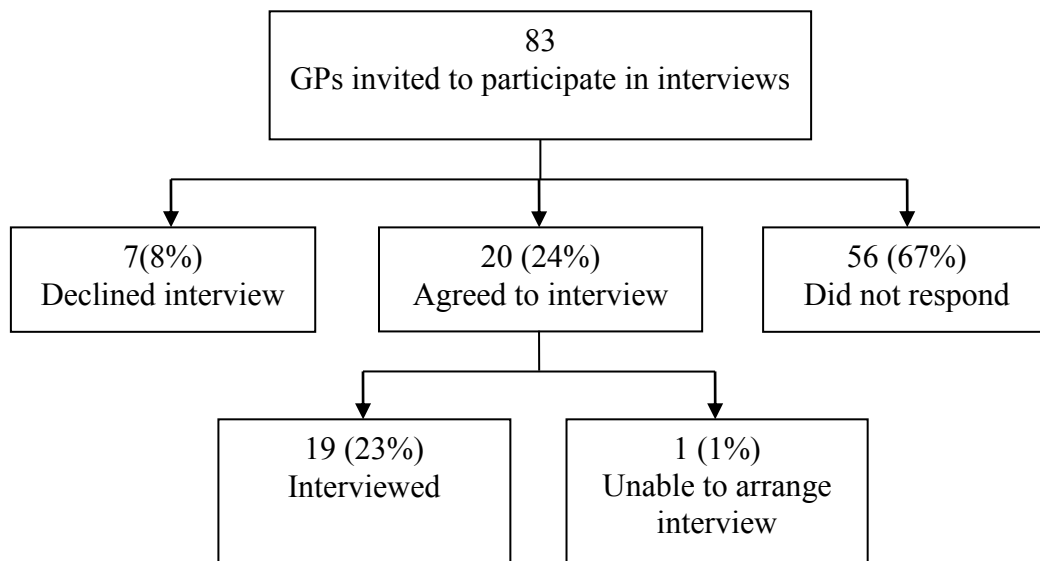 83
GPs invited to participate in interviews
7(8%)
Declined interview
20 (24%)
Agreed to interview
56 (67%)
Did not respond
19 (23%)
Interviewed
1 (1%)
Unable to arrange
interview